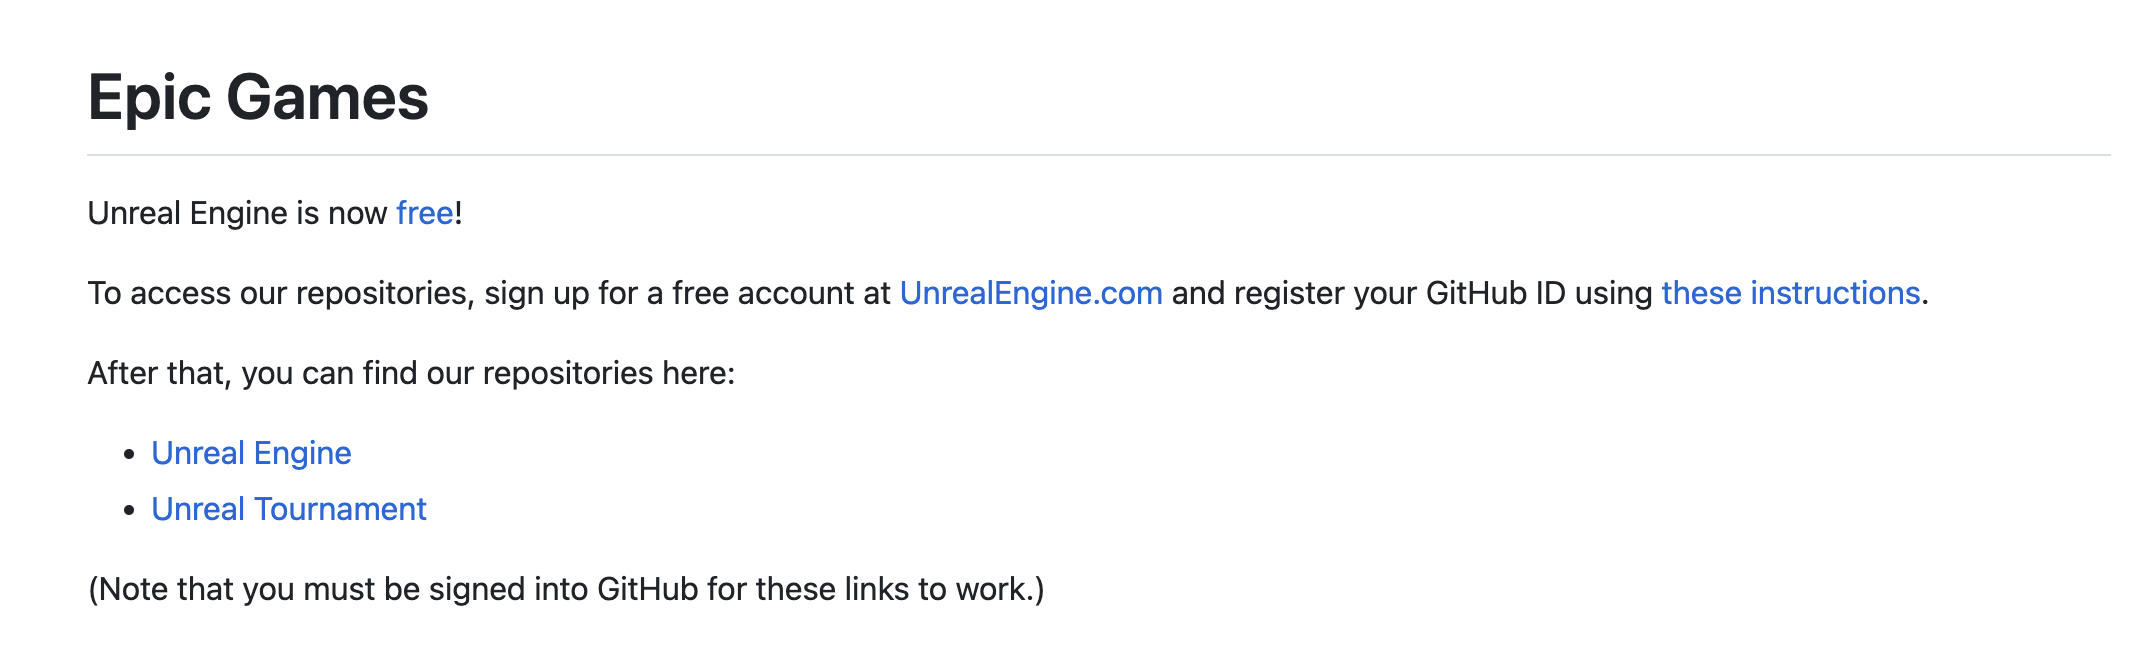 Epic Games
Unreal Engine is now free!
To access our repositories, sign up for a free account at UnrealEngine.com and register your GitHub ID using these instructions.
After that, you can find our repositories here:
• Unreal Engine
• Unreal Tournament
(Note that you must be signed into GitHub for these links to work.)